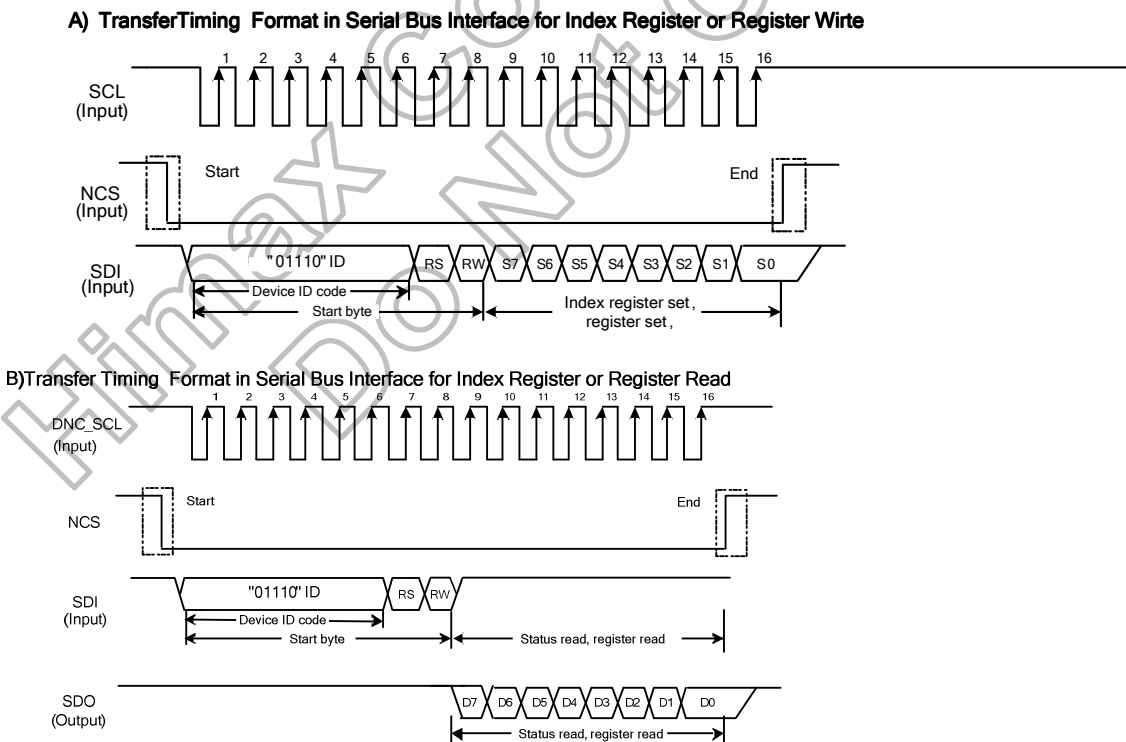 A) TransferTiming Format in Serial Bus Interface for Index Register or Register Wirte
1 2 3 4 5 6 7 8 9 10 11 12 13 14 15 16
SCL
(Input)
Start
End
NCS
(Input)
"01110" ID RS RW S7 S6 S5 S4 S3 S2 S1 S0
SDI
(Input)
Device ID code
Start byte
Index register set,
register set,
B)Transfer Timing Format in Serial Bus Interface for Index Register or Register Read
1 2 3 4 5 6 7 8 9 10 11 12 13 14 15 16
DNC_SCL
(Input)
Start
End
NCS
"01110" ID RS RW
SDI
(Input)
Device ID code
Start byte
Status read, register read
SDO
(Output)
D7 D6 D5 D4 D3 D2 D1 D0
Status read, register read
Himax
Do Not